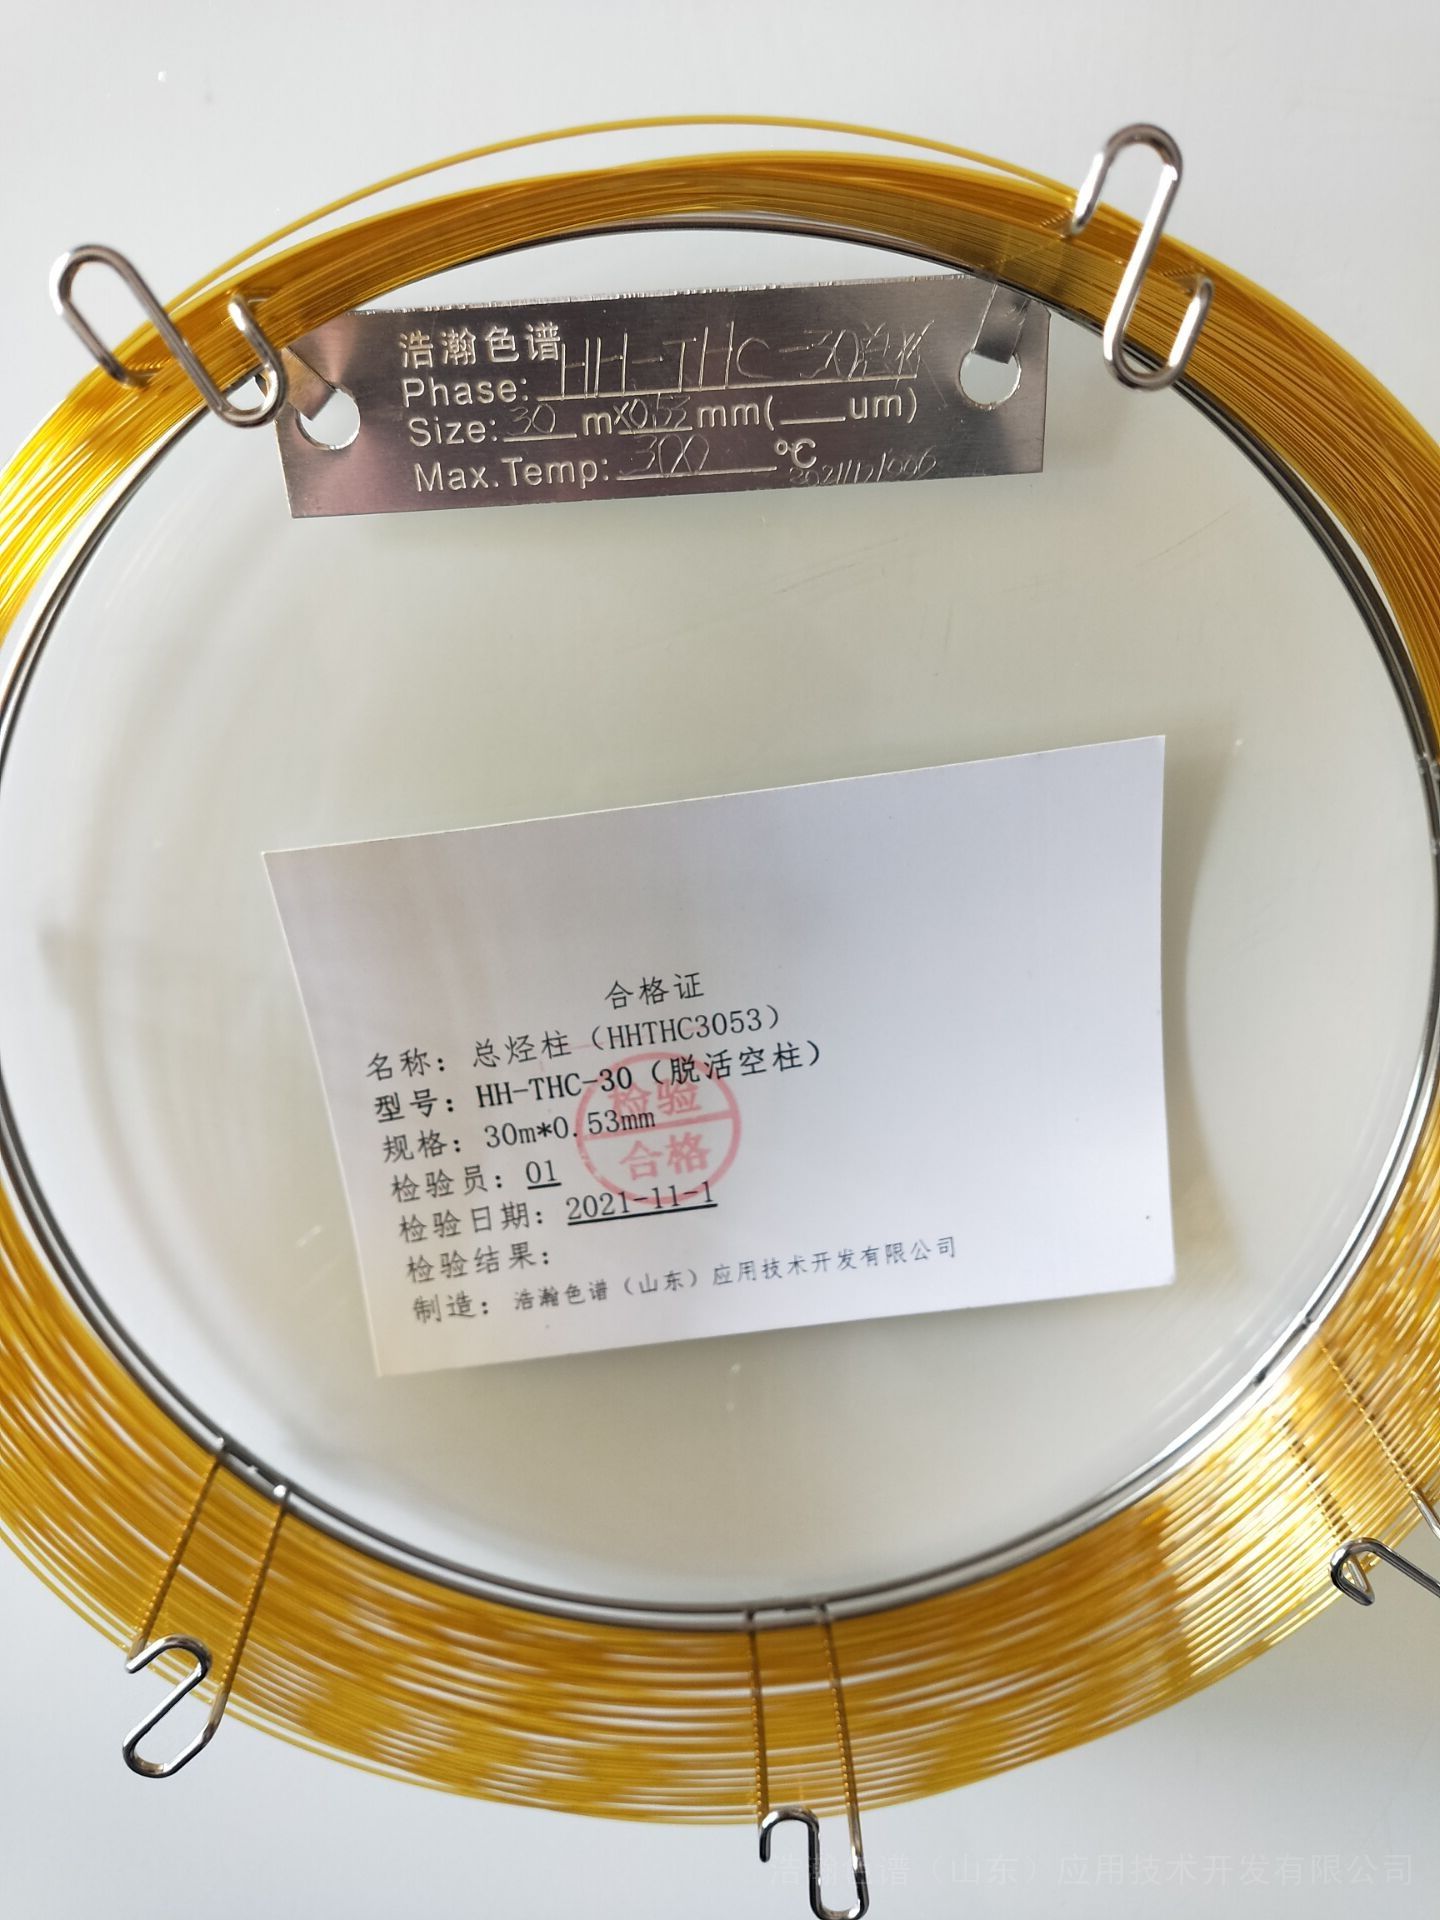 浩瀚色谱
Phase: HH-THC-30
Size: 30 m×0.53 mm( um)
Max.Temp: 300 ℃
合格证
名称：总烃柱（HHTHC3053）
型号：HH-THC-30（脱活空柱）
规格：30m*0.53mm
检验员：01
检验日期：2021-11-1
检验结果：
制造：浩瀚色谱（山东）应用技术开发有限公司
检验
合格
浩瀚色谱（山东）应用技术开发有限公司